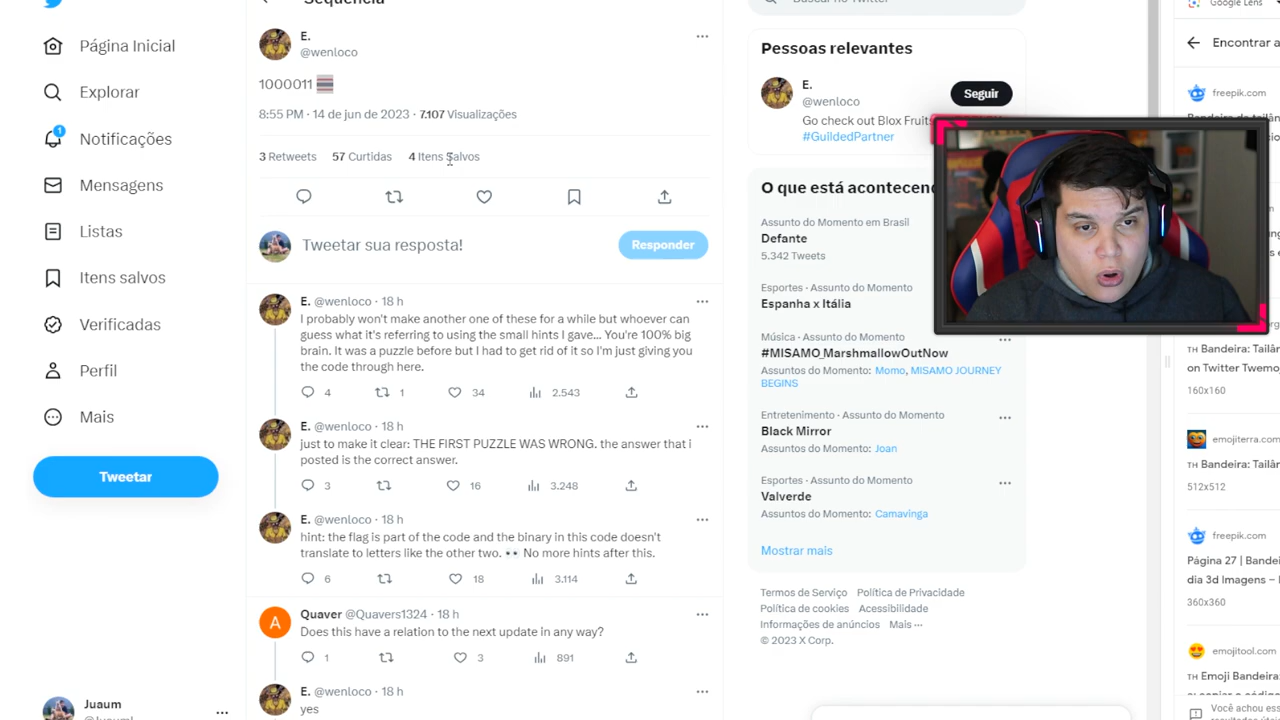 Sequência
E.
@wenloco
1000011
8:55 PM · 14 de jun de 2023 · 7.107 Visualizações
3 Retweets 57 Curtidas 4 Itens Salvos
Tweetar sua resposta!
Responder
E. @wenloco · 18 h
I probably won't make another one of these for a while but whoever can
guess what it's referring to using the small hints I gave... You're 100% big
brain. It was a puzzle before but I had to get rid of it so I'm just giving you
the code through here.
4 1 34 2.543
E. @wenloco · 18 h
just to make it clear: THE FIRST PUZZLE WAS WRONG. the answer that i
posted is the correct answer.
3 16 3.248
E. @wenloco · 18 h
hint: the flag is part of the code and the binary in this code doesn't
translate to letters like the other two. 👀 No more hints after this.
6 18 3.114
A
Quaver @Quavers1324 · 18 h
Does this have a relation to the next update in any way?
1 3 891
E. @wenloco · 18 h
yes
1
Página Inicial
Explorar
Notificações
Mensagens
Listas
Itens salvos
Verificadas
Perfil
Mais
Tweetar
Juaum
Buscar no Twitter
Pessoas relevantes
E.
@wenloco
Seguir
Go check out Blox Fruits
#GuildedPartner
O que está
Assunto do Momento em Brasil
Defante
5.342 Tweets
Esportes · Assunto do Momento
Espanha x Itália
Música · Assunto do Momento
#MISAMO_MarshmallowOutNow
Assuntos do Momento: Momo, MISAMO JOURNEY
BEGINS
Entretenimento · Assunto do Momento
Black Mirror
Assuntos do Momento: Joan
Esportes · Assunto do Momento
Valverde
Assuntos do Momento: Camavinga
Mostrar mais
Termos de Serviço Política de Privacidade
Política de cookies Acessibilidade
Informações de anúncios Mais ···
© 2023 X Corp.
Google Lens
Encontrar a
freepik.com
TH Bandeira: Tailân
on Twitter Twemoj
160x160
emojiterra.com
TH Bandeira: Tailân
512x512
freepik.com
Página 27 | Bandei
dia 3d Imagens –
360x360
emojitool.com
TH Emoji Bandeira:
Você achou ess